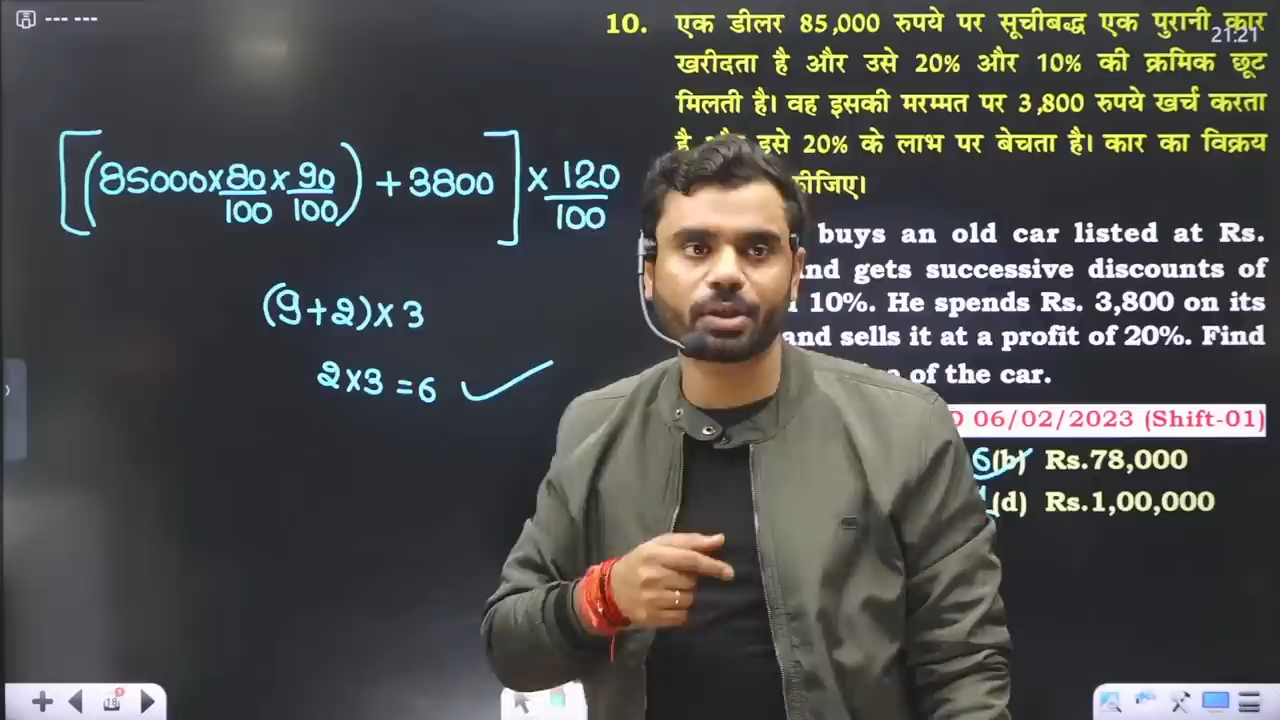 21:21
10. एक डीलर 85,000 रुपये पर सूचीबद्ध एक पुरानी कार
खरीदता है और उसे 20% और 10% की क्रमिक छूट
मिलती है। वह इसकी मरम्मत पर 3,800 रुपये खर्च करता
है और इसे 20% के लाभ पर बेचता है। कार का विक्रय
कीजिए।
buys an old car listed at Rs.
and gets successive discounts of
10%. He spends Rs. 3,800 on its
and sells it at a profit of 20%. Find
of the car.
06/02/2023 (Shift-01)
6 (b) Rs.78,000
(d) Rs.1,00,000
[(85000×80/100×90/100)+3800]×120/100
(9+2)×3
2×3=6 ✓
18